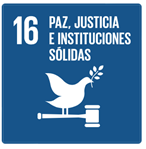 16 PAZ, JUSTICIA
E INSTITUCIONES
SÓLIDAS